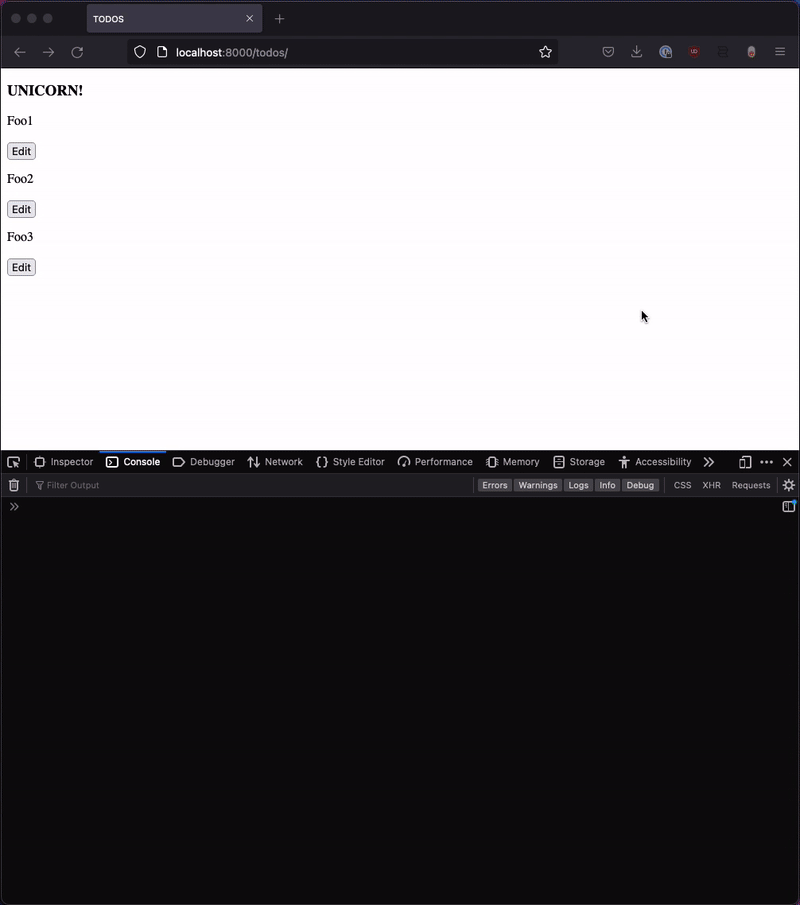 TODOS
localhost:8000/todos/
UNICORN!
Foo1
Edit
Foo2
Edit
Foo3
Edit
Inspector Console Debugger Network Style Editor Performance Memory Storage Accessibility
Filter Output Errors Warnings Logs Info Debug CSS XHR Requests